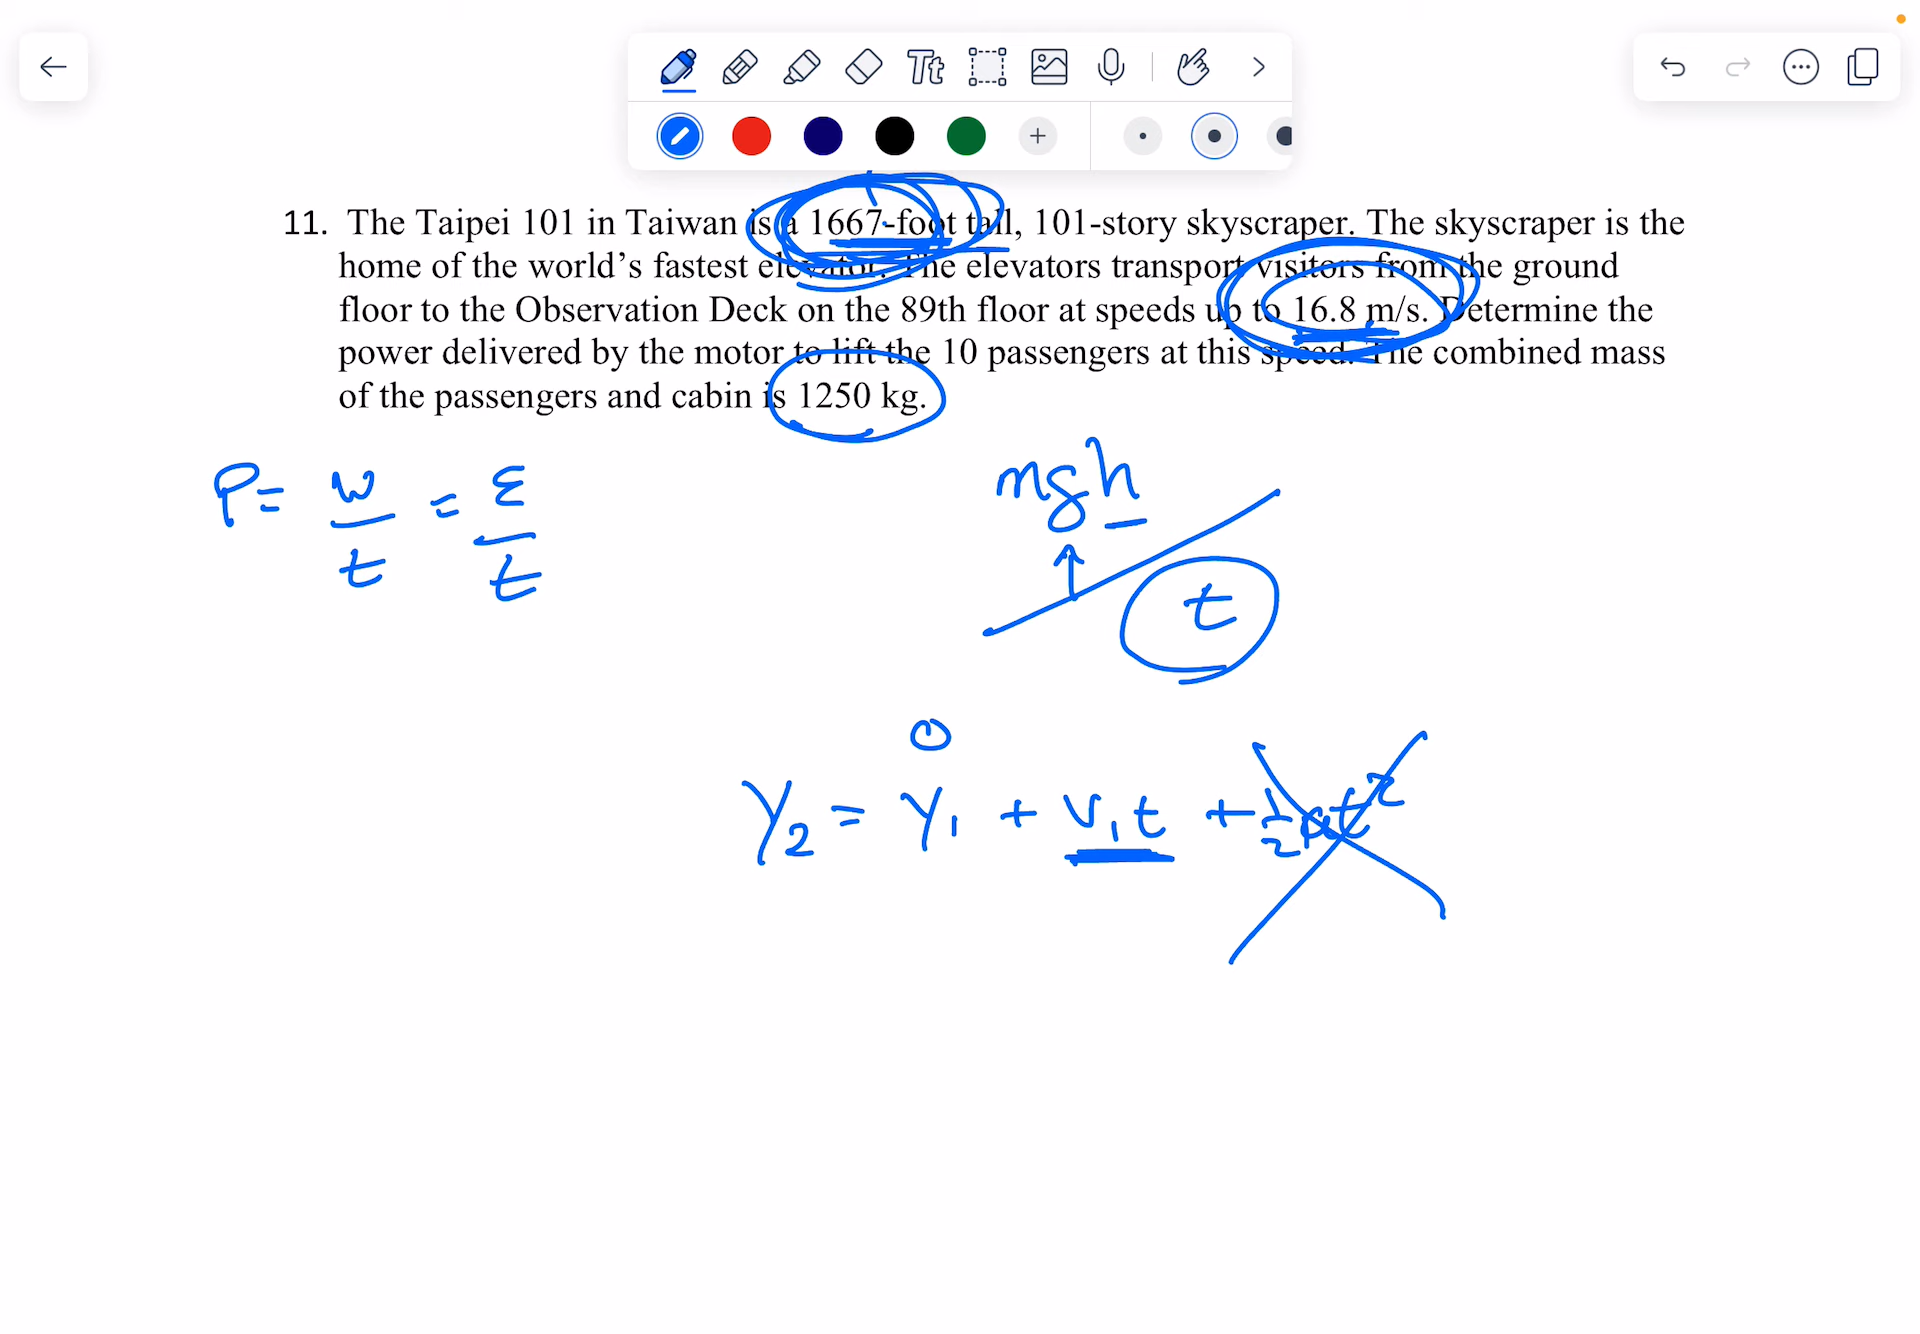 Tt
11. The Taipei 101 in Taiwan is a 1667-foot tall, 101-story skyscraper. The skyscraper is the
home of the world's fastest elevator. The elevators transport visitors from the ground
floor to the Observation Deck on the 89th floor at speeds up to 16.8 m/s. Determine the
power delivered by the motor to lift the 10 passengers at this speed. The combined mass
of the passengers and cabin is 1250 kg.
P = W/t = E/t
mgh
t
0
Y₂ = Y₁ + V₁t + ½at²